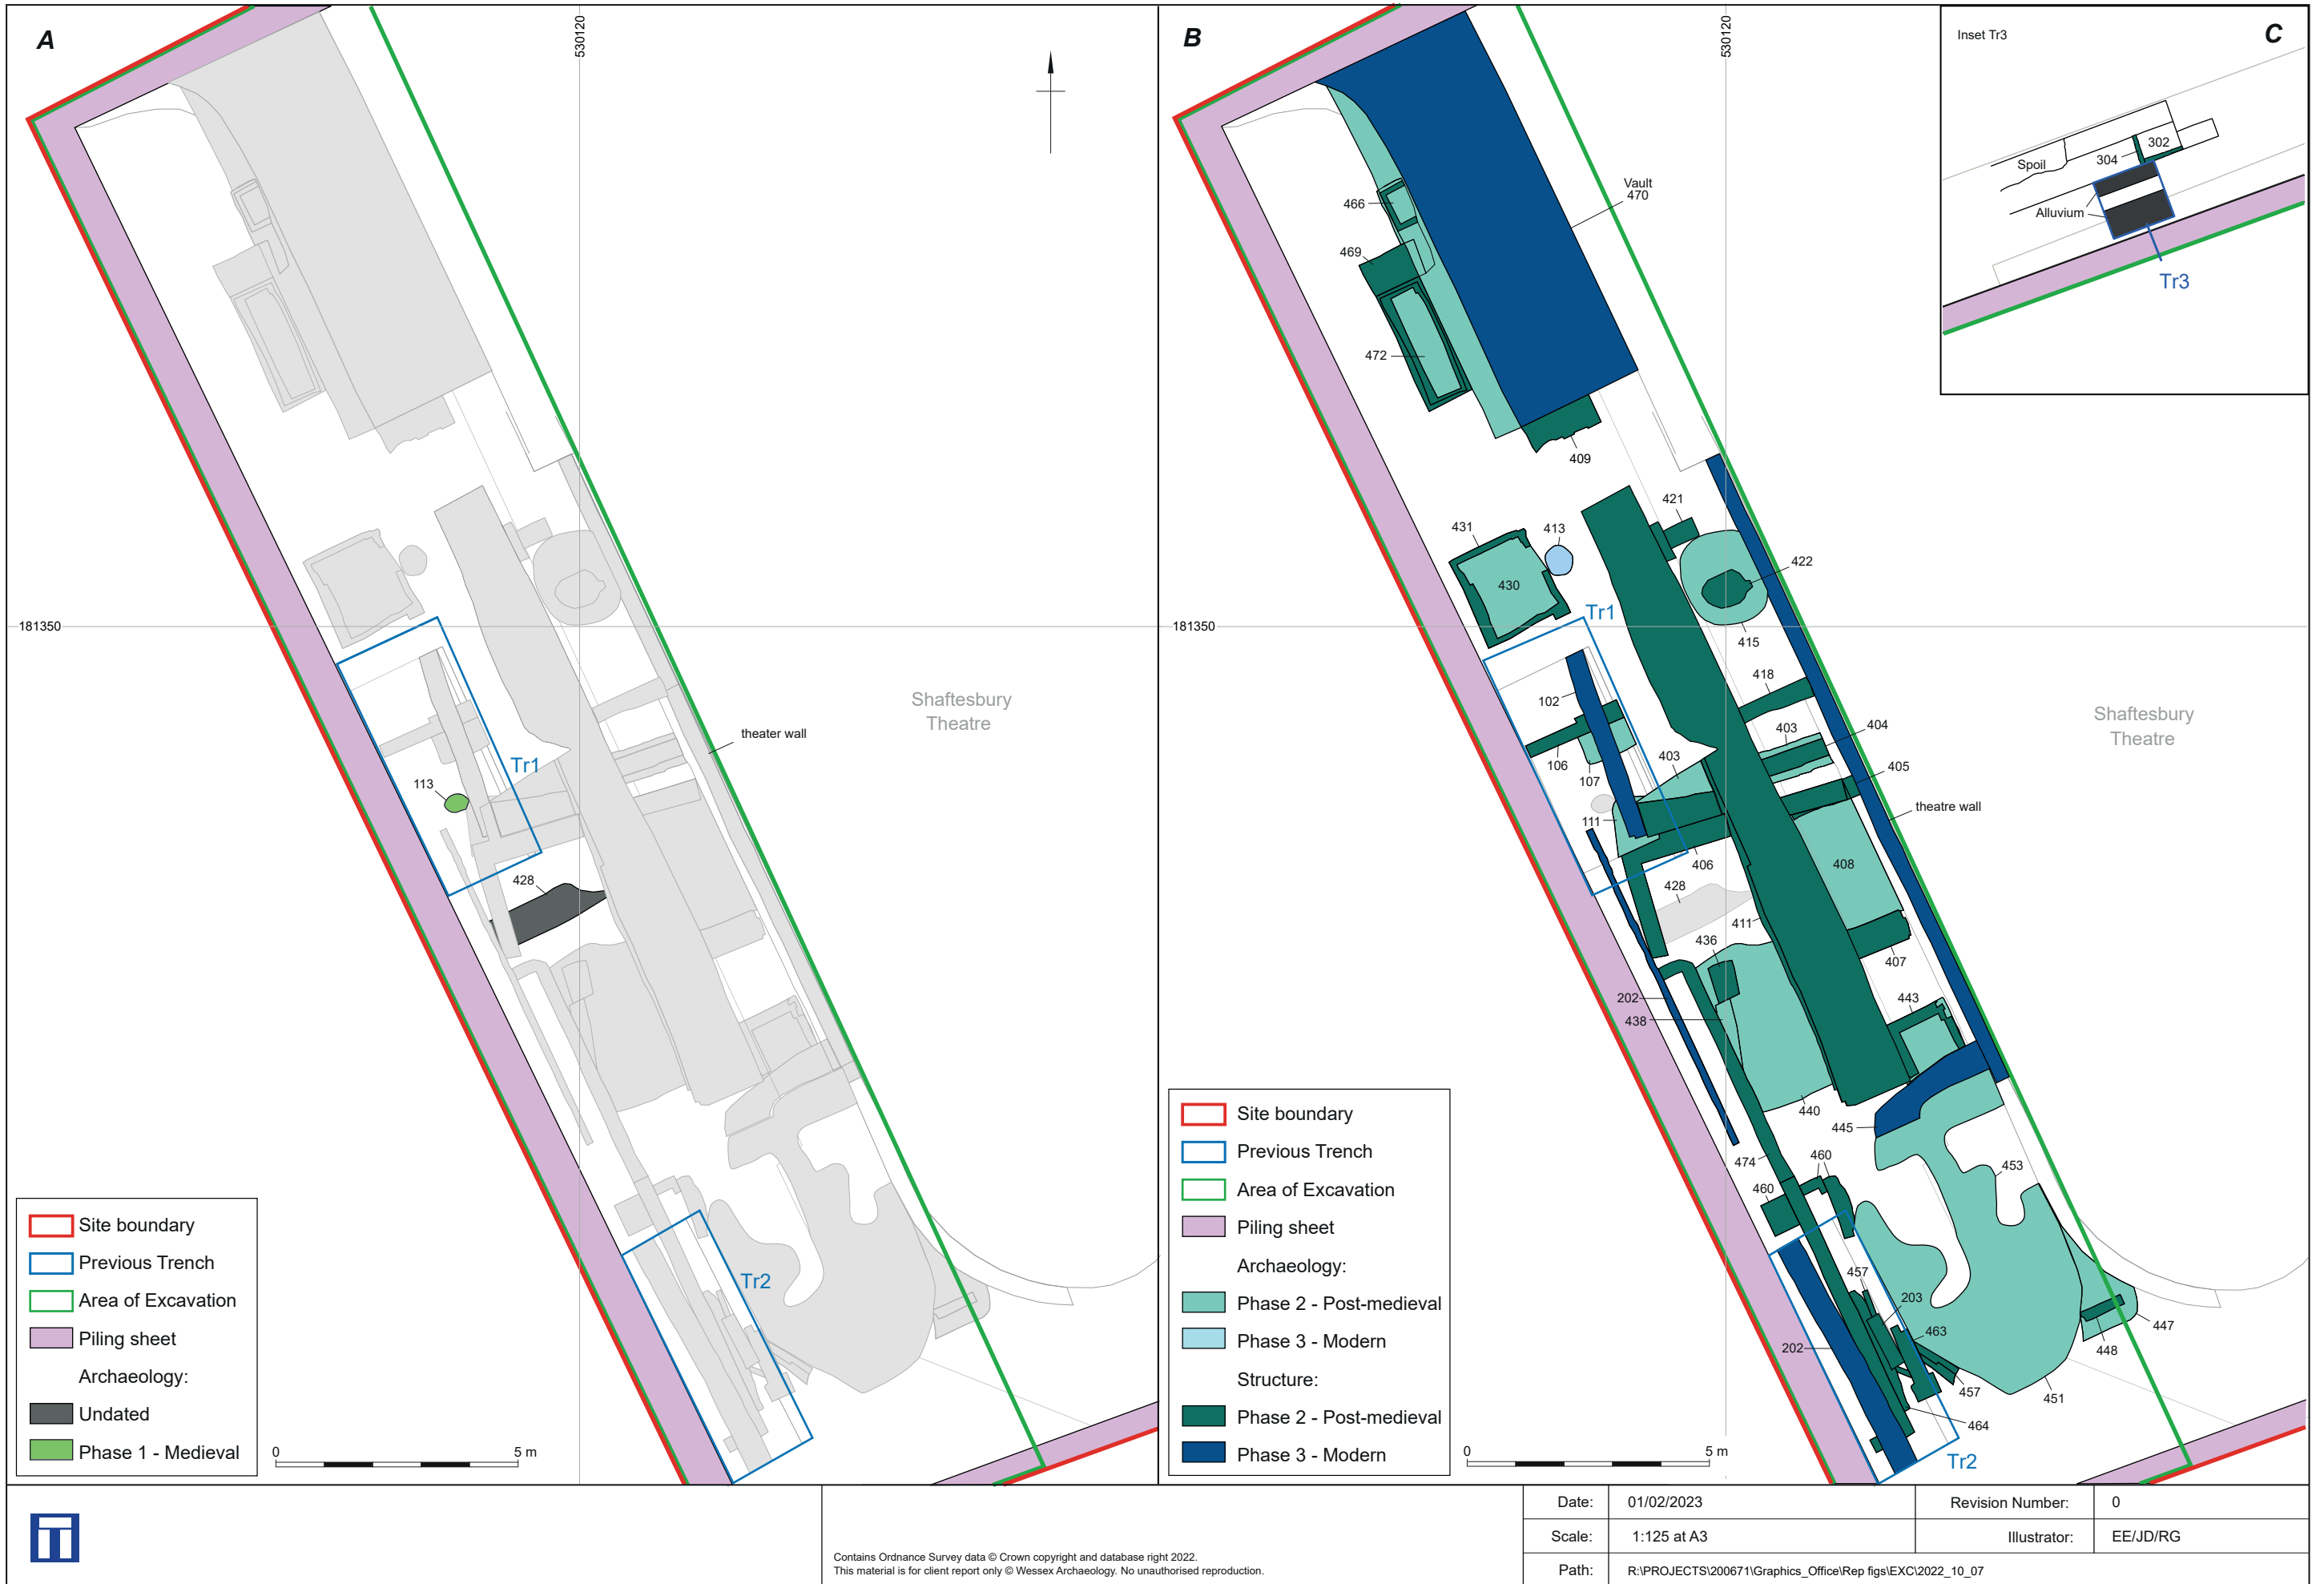 A
530120
181350
Shaftesbury
Theatre
theater wall
Tr1
113
428
Tr2
Site boundary
Previous Trench
Area of Excavation
Piling sheet
Archaeology:
Undated
Phase 1 - Medieval
0
5 m
B
530120
Vault
470
466
469
472
409
421
431
413
430
422
Tr1
181350
415
418
102
403
404
106
107
403
405
111
theatre wall
406
408
428
411
436
407
202
438
443
440
445
474
460
453
460
457
203
463
202
447
448
457
451
464
Tr2
Shaftesbury
Theatre
Site boundary
Previous Trench
Area of Excavation
Piling sheet
Archaeology:
Phase 2 - Post-medieval
Phase 3 - Modern
Structure:
Phase 2 - Post-medieval
Phase 3 - Modern
0
5 m
Inset Tr3
C
302
304
Spoil
Alluvium
Tr3
Contains Ordnance Survey data © Crown copyright and database right 2022.
This material is for client report only © Wessex Archaeology. No unauthorised reproduction.
Date: 01/02/2023 Revision Number: 0
Scale: 1:125 at A3 Illustrator: EE/JD/RG
Path: R:\PROJECTS\200671\Graphics_Office\Rep figs\EXC\2022_10_07